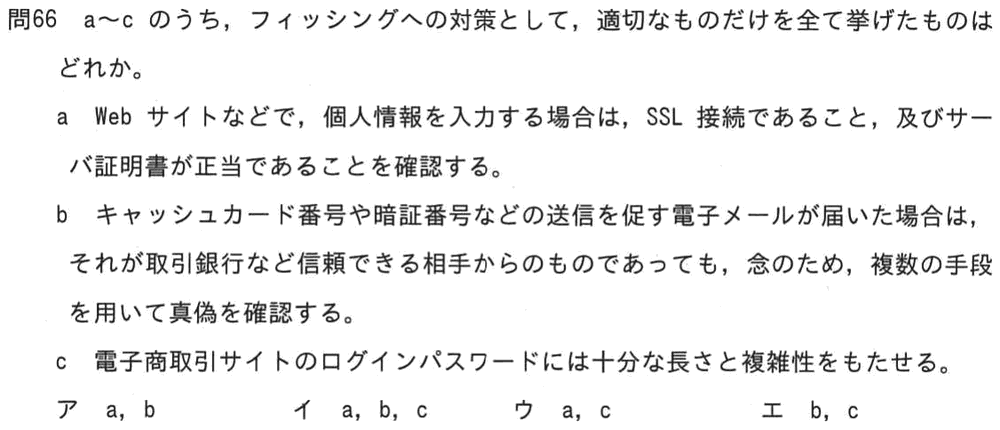 問66 a~c のうち，フィッシングへの対策として，適切なものだけを全て挙げたものは
どれか。
a Web サイトなどで，個人情報を入力する場合は，SSL 接続であること，及びサー
バ証明書が正当であることを確認する。
b キャッシュカード番号や暗証番号などの送信を促す電子メールが届いた場合は，
それが取引銀行など信頼できる相手からのものであっても，念のため，複数の手段
を用いて真偽を確認する。
c 電子商取引サイトのログインパスワードには十分な長さと複雑性をもたせる。
ア a，b イ a，b，c ウ a，c エ b，c